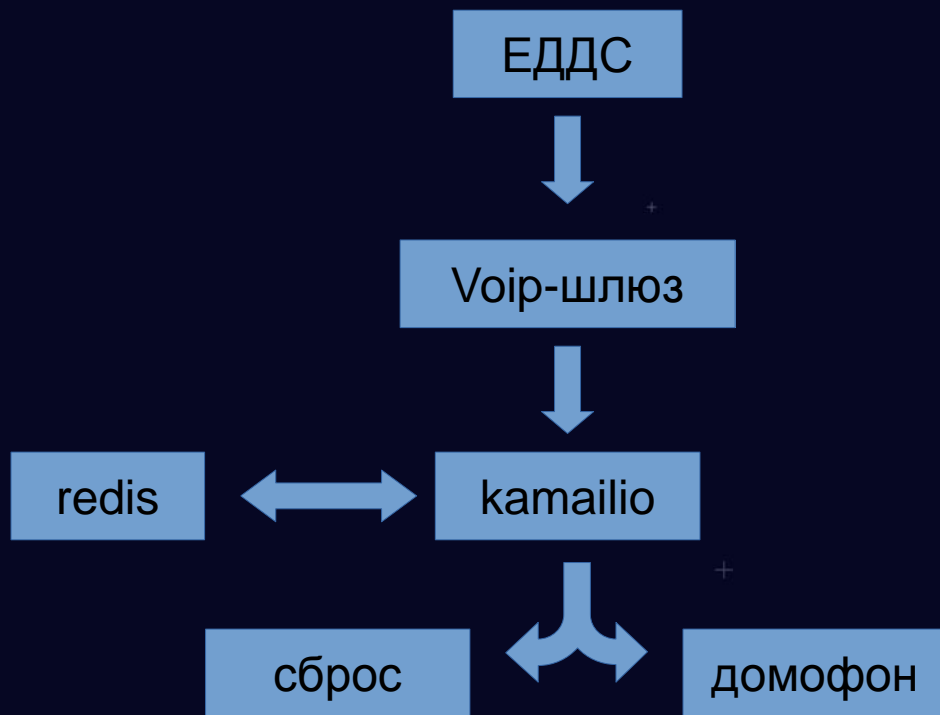 ЕДДС
Voip-шлюз
redis
kamailio
сброс
домофон